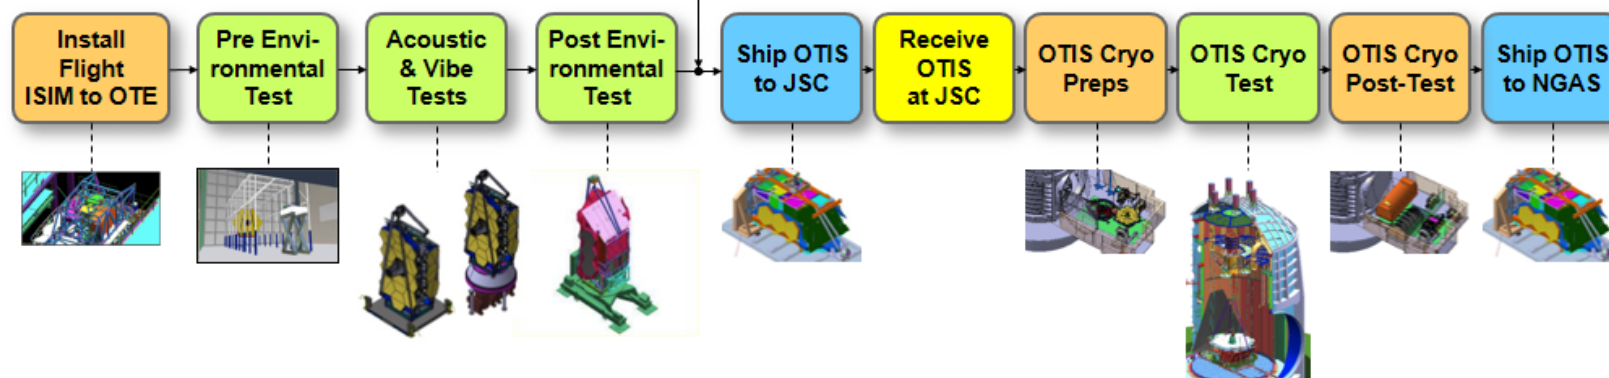 Install
Flight
ISIM to OTE
Pre Envi-
ronmental
Test
Acoustic
& Vibe
Tests
Post Envi-
ronmental
Test
Ship OTIS
to JSC
Receive
OTIS
at JSC
OTIS Cryo
Preps
OTIS Cryo
Test
OTIS Cryo
Post-Test
Ship OTIS
to NGAS